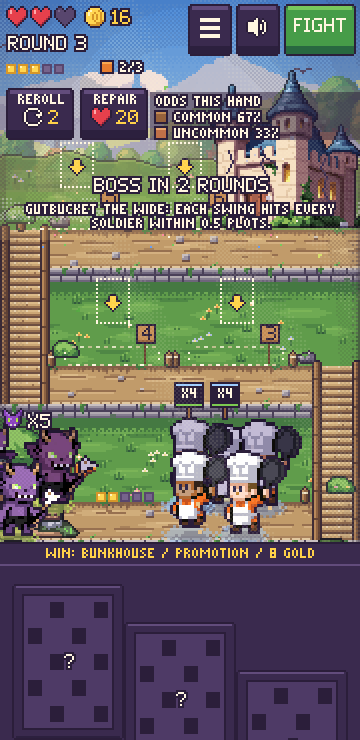 16
FIGHT
ROUND 3
2/3
REROLL
2
REPAIR
20
ODDS THIS HAND
COMMON 67%
UNCOMMON 33%
BOSS IN 2 ROUNDS
GUTBUCKET THE WIDE: EACH SWING HITS EVERY
SOLDIER WITHIN 0.5 PLOTS.
4
3
X4
X4
X5
WIN: BUNKHOUSE / PROMOTION / 8 GOLD
?
?
?